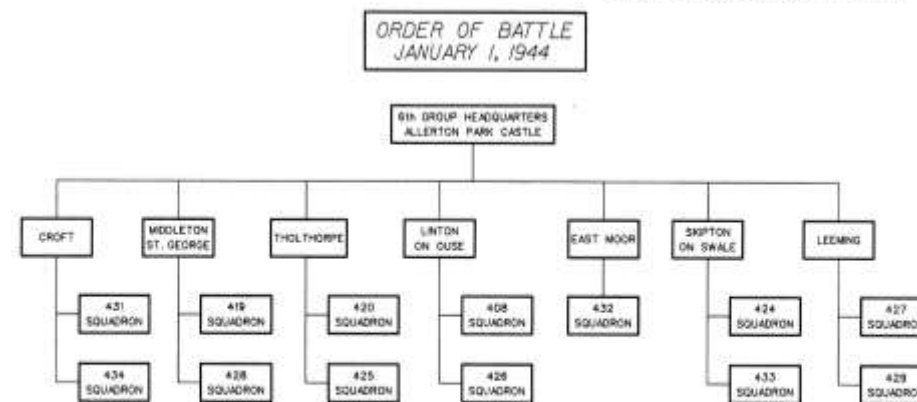 ORDER OF BATTLE
JANUARY 1, 1944
6th GROUP HEADQUARTERS
ALLERTON PARK CASTLE
CROFT
MIDDLETON
ST. GEORGE
THOLTHORPE
LINTON
ON OUSE
EAST MOOR
SKIPTON
ON SWALE
LEEMING
431
SQUADRON
419
SQUADRON
420
SQUADRON
408
SQUADRON
432
SQUADRON
424
SQUADRON
427
SQUADRON
434
SQUADRON
428
SQUADRON
425
SQUADRON
426
SQUADRON
433
SQUADRON
429
SQUADRON